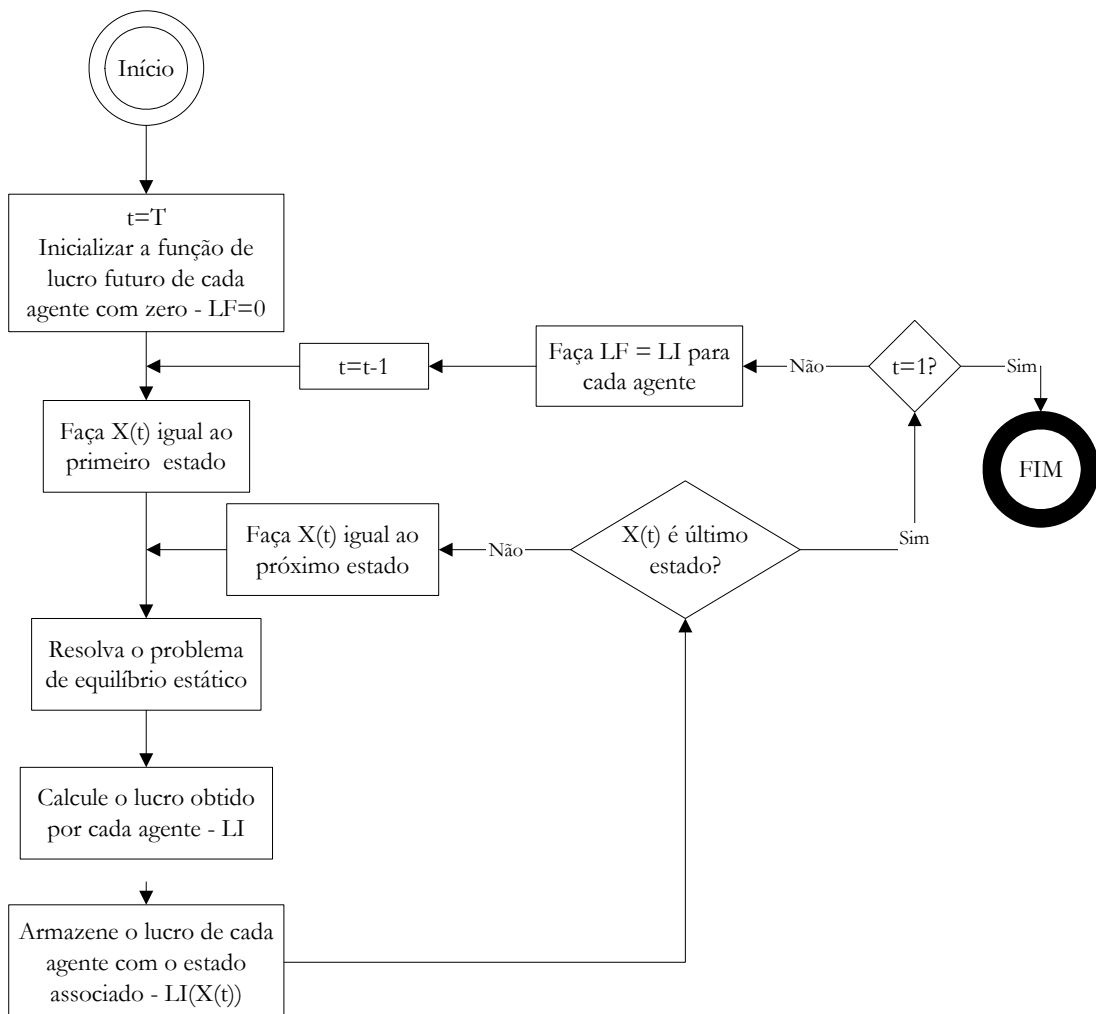 Início
t=T
Inicializar a função de
lucro futuro de cada
agente com zero - LF=0
t=t-1
Faça LF = LI para
cada agente
Não
t=1?
Sim
FIM
Faça X(t) igual ao
primeiro estado
Faça X(t) igual ao
próximo estado
Não
X(t) é último
estado?
Sim
Resolva o problema
de equilíbrio estático
Calcule o lucro obtido
por cada agente - LI
Armazene o lucro de cada
agente com o estado
associado - LI(X(t))